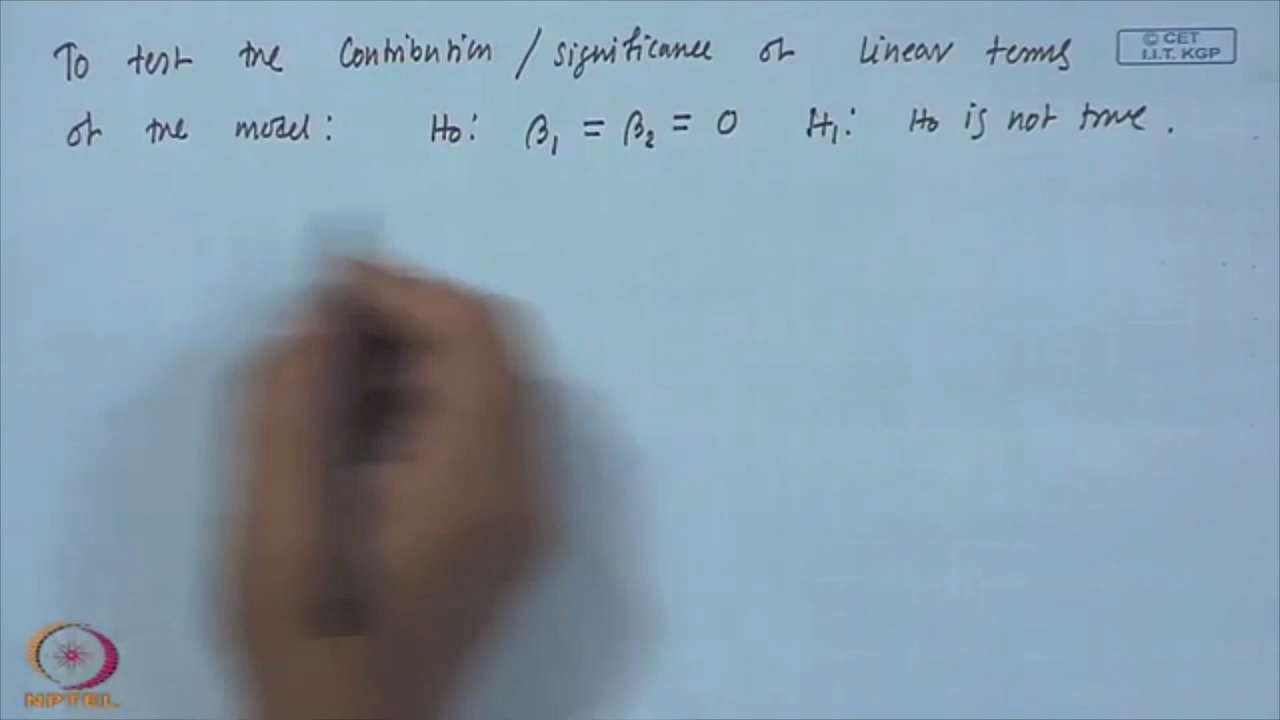 To test the Contribution / significance of linear terms
© CET
I.I.T. KGP
of the model : H0 : β1 = β2 = 0 H1 : H0 is not true .
NPTEL